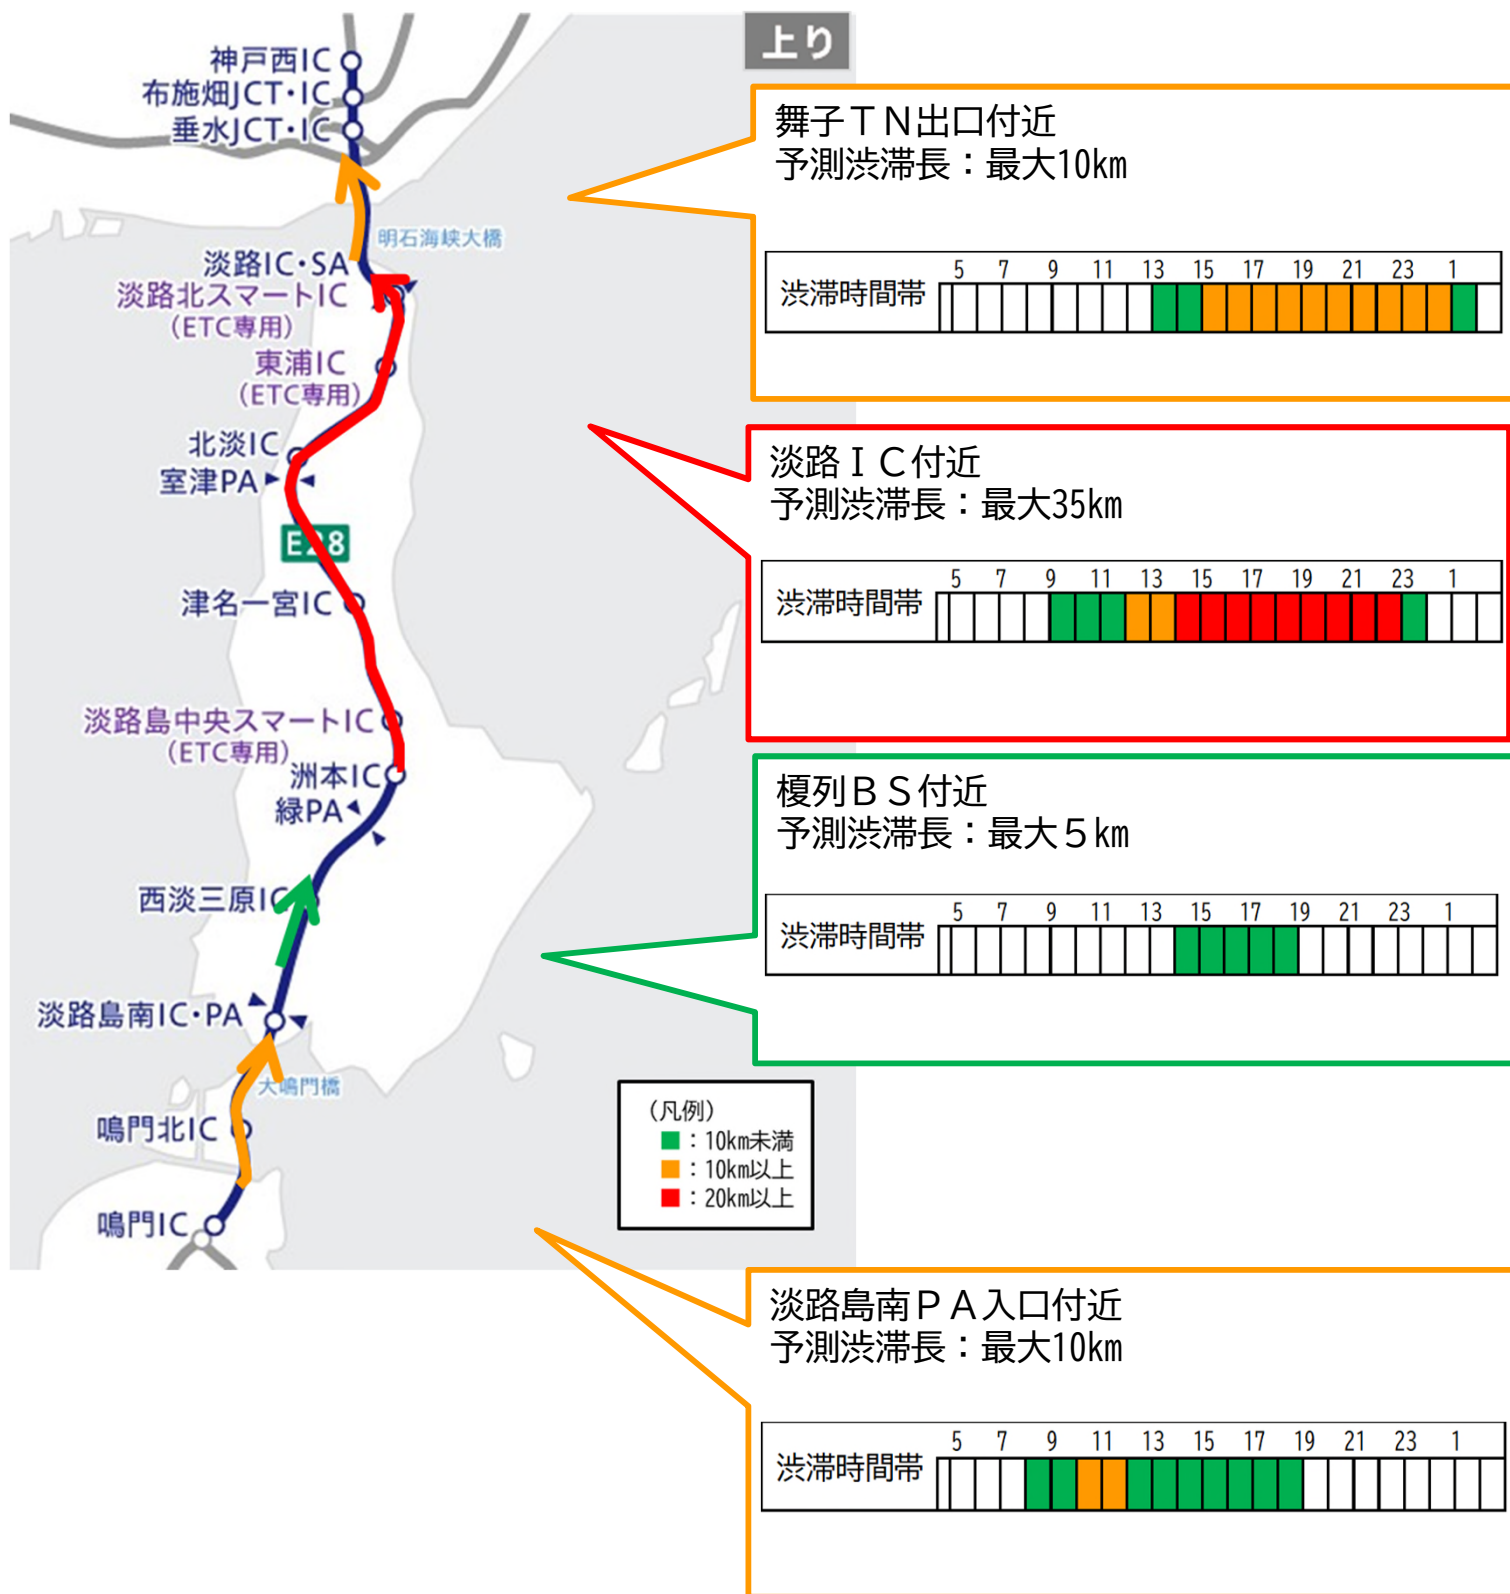 上り
神戸西IC
布施畑JCT・IC
垂水JCT・IC
明石海峡大橋
淡路IC・SA
淡路北スマートIC
(ETC専用)
東浦IC
(ETC専用)
北淡IC
室津PA
E28
津名一宮IC
淡路島中央スマートIC
(ETC専用)
洲本IC
緑PA
西淡三原IC
淡路島南IC・PA
大鳴門橋
鳴門北IC
鳴門IC
舞子ＴＮ出口付近
予測渋滞長：最大10km
5 7 9 11 13 15 17 19 21 23 1
渋滞時間帯
淡路ＩＣ付近
予測渋滞長：最大35km
5 7 9 11 13 15 17 19 21 23 1
渋滞時間帯
榎列ＢＳ付近
予測渋滞長：最大５km
5 7 9 11 13 15 17 19 21 23 1
渋滞時間帯
(凡例)
：10km未満
：10km以上
：20km以上
淡路島南ＰＡ入口付近
予測渋滞長：最大10km
5 7 9 11 13 15 17 19 21 23 1
渋滞時間帯